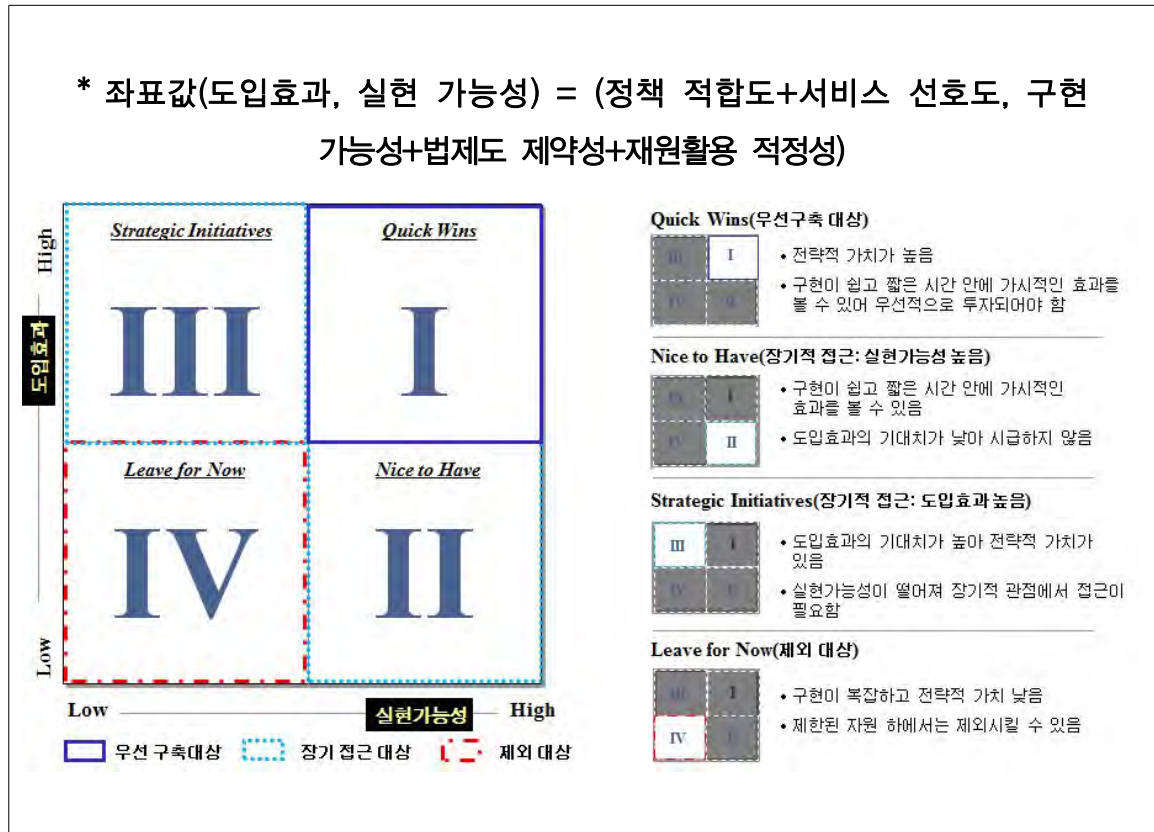 * 좌표값(도입효과, 실현 가능성) = (정책 적합도+서비스 선호도, 구현
가능성+법제도 제약성+재원활용 적정성)
High
도입효과
Low
Strategic Initiatives
III
Quick Wins
I
Leave for Now
IV
Nice to Have
II
Low
실현가능성
High
우선 구축대상
장기 접근 대상
제외 대상
Quick Wins(우선구축 대상)
III
I
IV
II
• 전략적 가치가 높음
• 구현이 쉽고 짧은 시간 안에 가시적인 효과를
볼 수 있어 우선적으로 투자되어야 함
Nice to Have(장기적 접근: 실현가능성 높음)
III
I
IV
II
• 구현이 쉽고 짧은 시간 안에 가시적인
효과를 볼 수 있음
• 도입효과의 기대치가 낮아 시급하지 않음
Strategic Initiatives(장기적 접근: 도입효과 높음)
III
I
IV
II
• 도입효과의 기대치가 높아 전략적 가치가
있음
• 실현가능성이 떨어져 장기적 관점에서 접근이
필요함
Leave for Now(제외 대상)
III
I
IV
II
• 구현이 복잡하고 전략적 가치 낮음
• 제한된 자원 하에서는 제외시킬 수 있음